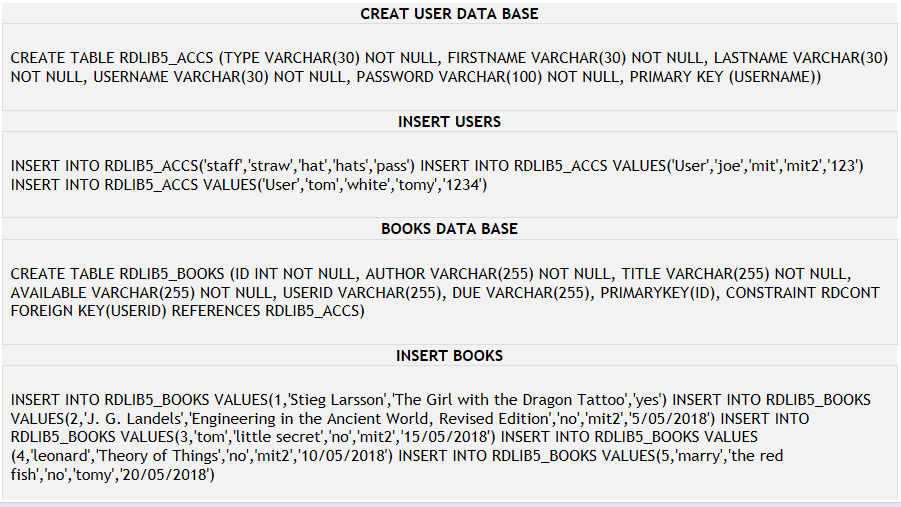 CREAT USER DATA BASE
CREATE TABLE RDLIB5_ACCS (TYPE VARCHAR(30) NOT NULL, FIRSTNAME VARCHAR(30) NOT NULL, LASTNAME VARCHAR(30)
NOT NULL, USERNAME VARCHAR(30) NOT NULL, PASSWORD VARCHAR(100) NOT NULL, PRIMARY KEY (USERNAME))
INSERT USERS
INSERT INTO RDLIB5_ACCS('staff','straw','hat','hats','pass') INSERT INTO RDLIB5_ACCS VALUES('User','joe','mit','mit2','123')
INSERT INTO RDLIB5_ACCS VALUES('User','tom','white','tomy','1234')
BOOKS DATA BASE
CREATE TABLE RDLIB5_BOOKS (ID INT NOT NULL, AUTHOR VARCHAR(255) NOT NULL, TITLE VARCHAR(255) NOT NULL,
AVAILABLE VARCHAR(255) NOT NULL, USERID VARCHAR(255), DUE VARCHAR(255), PRIMARYKEY(ID), CONSTRAINT RDCONT
FOREIGN KEY(USERID) REFERENCES RDLIB5_ACCS)
INSERT BOOKS
INSERT INTO RDLIB5_BOOKS VALUES(1,'Stieg Larsson','The Girl with the Dragon Tattoo','yes') INSERT INTO RDLIB5_BOOKS
VALUES(2,'J. G. Landels','Engineering in the Ancient World, Revised Edition','no','mit2','5/05/2018') INSERT INTO
RDLIB5_BOOKS VALUES(3,'tom','little secret','no','mit2','15/05/2018') INSERT INTO RDLIB5_BOOKS VALUES
(4,'leonard','Theory of Things','no','mit2','10/05/2018') INSERT INTO RDLIB5_BOOKS VALUES(5,'marry','the red
fish','no','tomy','20/05/2018')